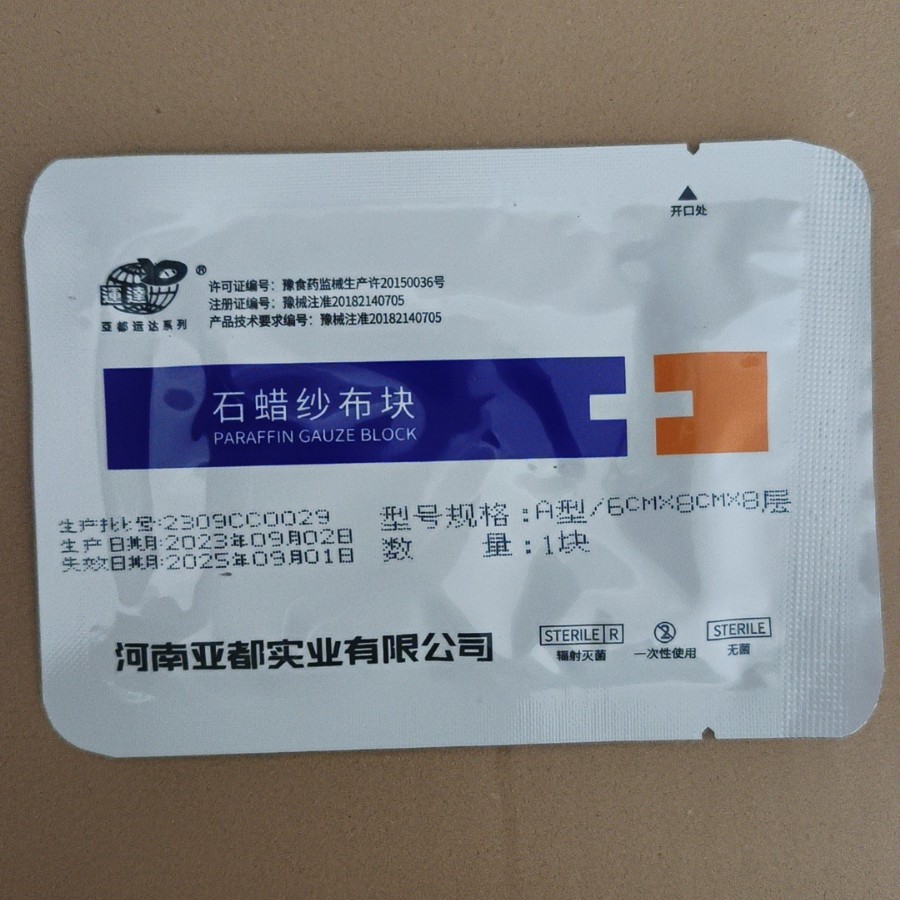 开口处
運達
®
亚都运达系列
许可证编号：豫食药监械生产许20150036号
注册证编号：豫械注准20182140705
产品技术要求编号：豫械注准20182140705
石蜡纱布块
PARAFFIN GAUZE BLOCK
生产批号:2309CC0029
生产日期:2023年09月02日
失效日期:2025年09月01日
型号规格:A型/6CM×8CM×8层
数 量:1块
河南亚都实业有限公司
STERILE R
辐射灭菌
2
一次性使用
STERILE
无菌